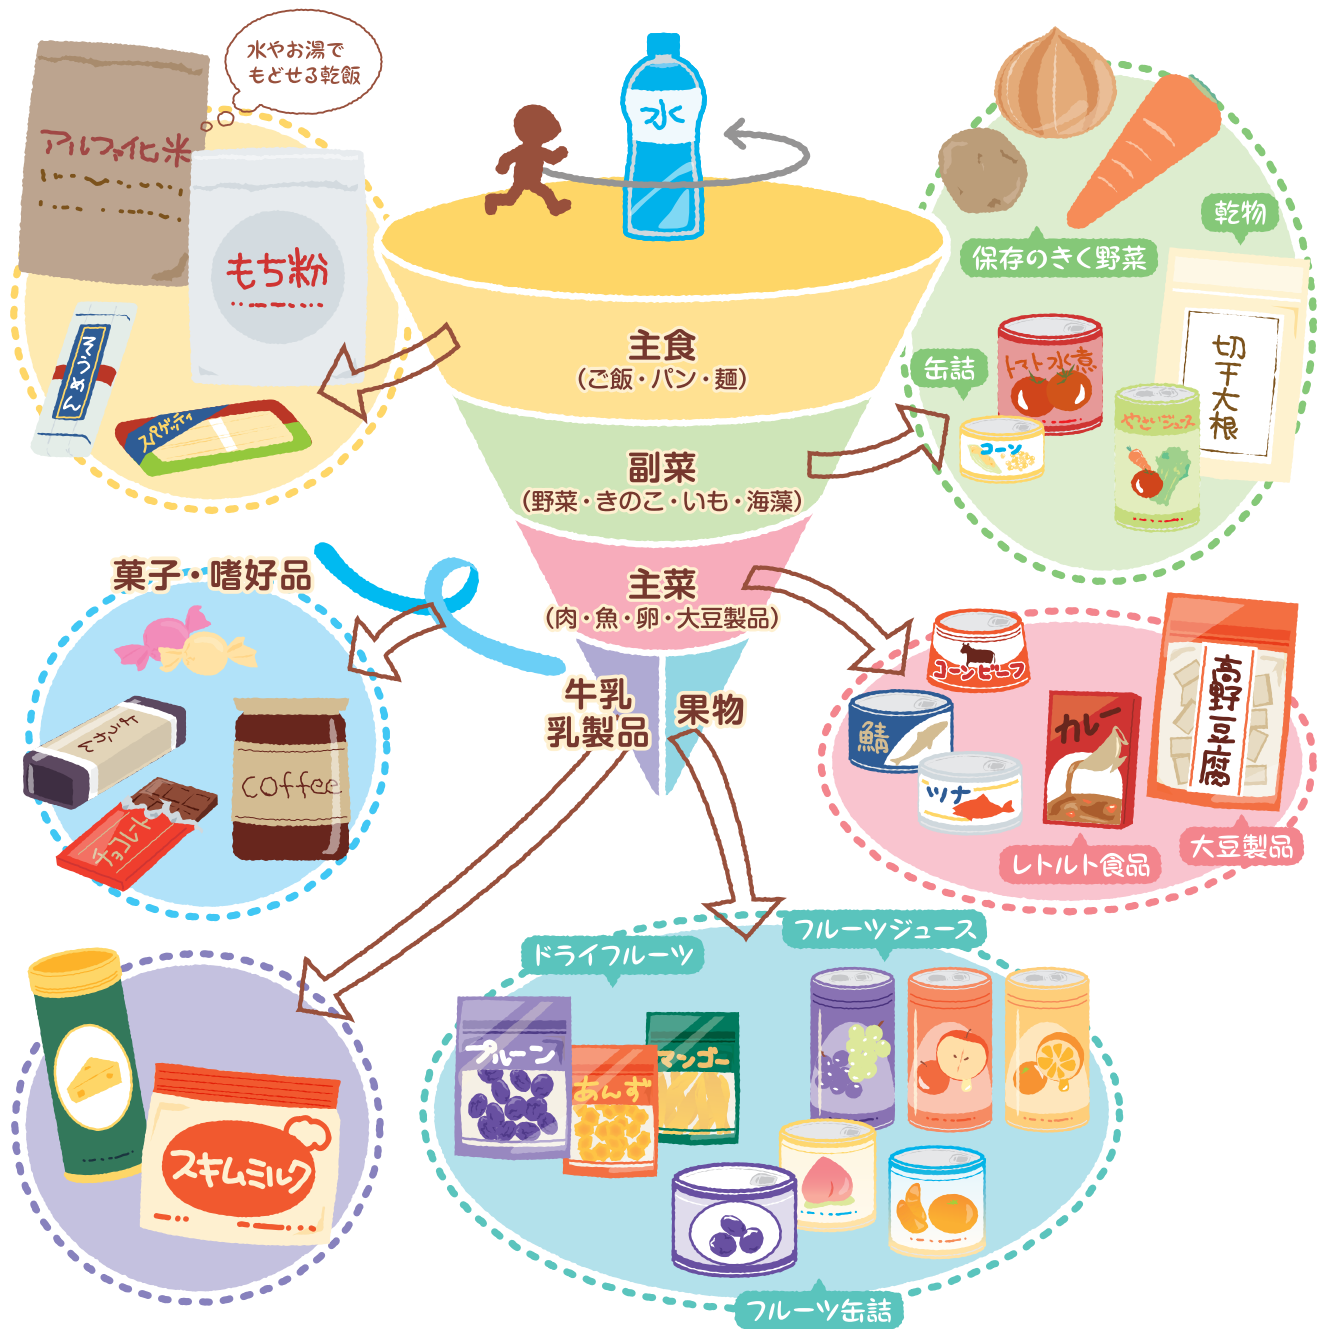 水やお湯で
もどせる乾飯
アルファ化米
もち粉
そうめん
スパゲッティ
水
主食
(ご飯・パン・麺)
副菜
(野菜・きのこ・いも・海藻)
主菜
(肉・魚・卵・大豆製品)
牛乳
乳製品
果物
保存のきく野菜
乾物
切干大根
缶詰
トマト水煮
コーン
やさいジュース
菓子・嗜好品
ようかん
チョコレート
coffee
コーンビーフ
鯖
ツナ
カレー
高野豆腐
レトルト食品
大豆製品
スキムミルク
ドライフルーツ
プルーン
あんず
マンゴー
フルーツジュース
フルーツ缶詰